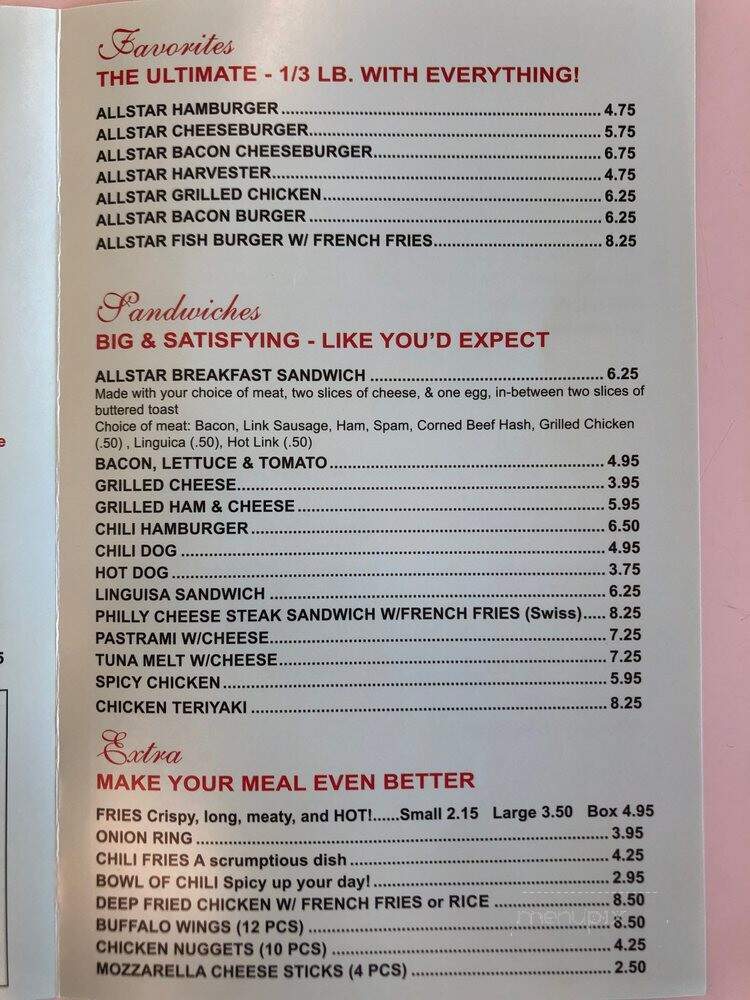 Favorites
THE ULTIMATE - 1/3 LB. WITH EVERYTHING!
ALLSTAR HAMBURGER 4.75
ALLSTAR CHEESEBURGER 5.75
ALLSTAR BACON CHEESEBURGER 6.75
ALLSTAR HARVESTER 4.75
ALLSTAR GRILLED CHICKEN 6.25
ALLSTAR BACON BURGER 6.25
ALLSTAR FISH BURGER W/ FRENCH FRIES 8.25
Sandwiches
BIG & SATISFYING - LIKE YOU'D EXPECT
ALLSTAR BREAKFAST SANDWICH 6.25
Made with your choice of meat, two slices of cheese, & one egg, in-between two slices of
buttered toast
Choice of meat: Bacon, Link Sausage, Ham, Spam, Corned Beef Hash, Grilled Chicken
(.50) , Linguica (.50), Hot Link (.50)
BACON, LETTUCE & TOMATO 4.95
GRILLED CHEESE 3.95
GRILLED HAM & CHEESE 5.95
CHILI HAMBURGER 6.50
CHILI DOG 4.95
HOT DOG 3.75
LINGUISA SANDWICH 6.25
PHILLY CHEESE STEAK SANDWICH W/FRENCH FRIES (Swiss)..... 8.25
PASTRAMI W/CHEESE 7.25
TUNA MELT W/CHEESE 7.25
SPICY CHICKEN 5.95
CHICKEN TERIYAKI 8.25
Extra
MAKE YOUR MEAL EVEN BETTER
FRIES Crispy, long, meaty, and HOT!......Small 2.15 Large 3.50 Box 4.95
ONION RING 3.95
CHILI FRIES A scrumptious dish 4.25
BOWL OF CHILI Spicy up your day! 2.95
DEEP FRIED CHICKEN W/ FRENCH FRIES or RICE 8.50
BUFFALO WINGS (12 PCS) 8.50
CHICKEN NUGGETS (10 PCS) 4.25
MOZZARELLA CHEESE STICKS (4 PCS) 2.50
menupix